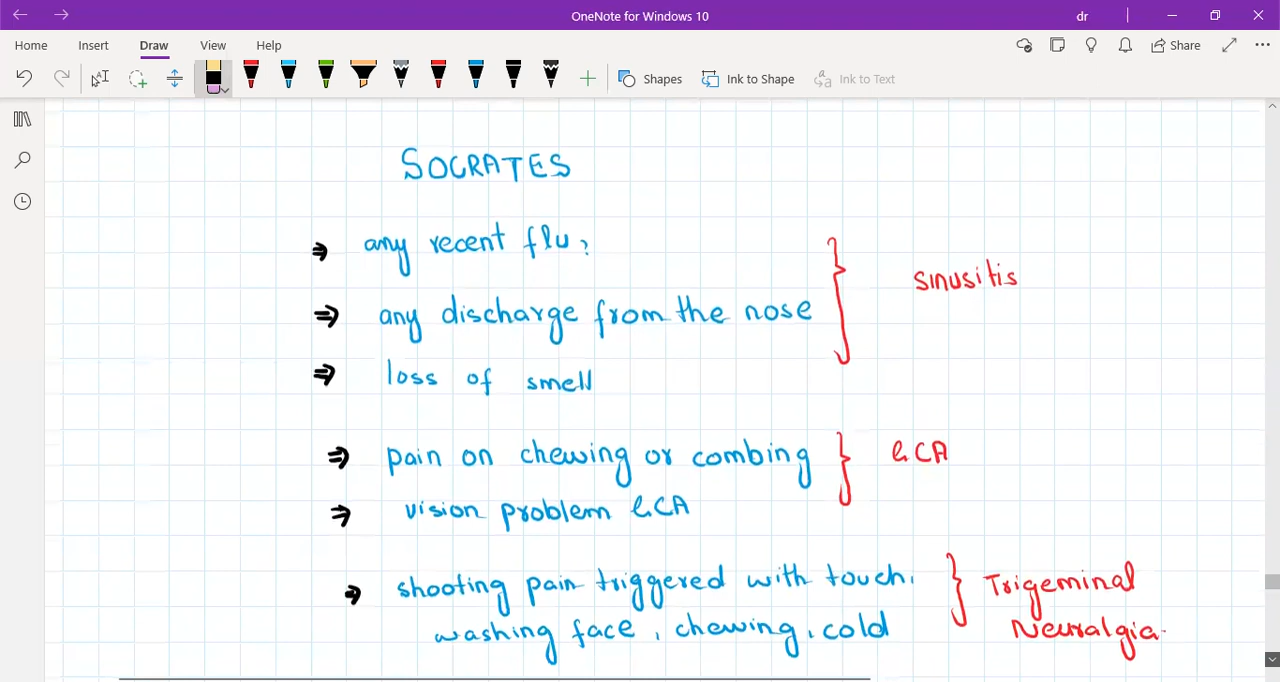 OneNote for Windows 10
dr
Home Insert Draw View Help
Share
Shapes Ink to Shape Ink to Text
SOCRATES
⇒ any recent flu?
⇒ any discharge from the nose
⇒ loss of smell
sinusitis
⇒ pain on chewing or combing
⇒ vision problem GCA
GCA
⇒ shooting pain triggered with touch,
washing face, chewing, cold
Trigeminal
Neuralgia